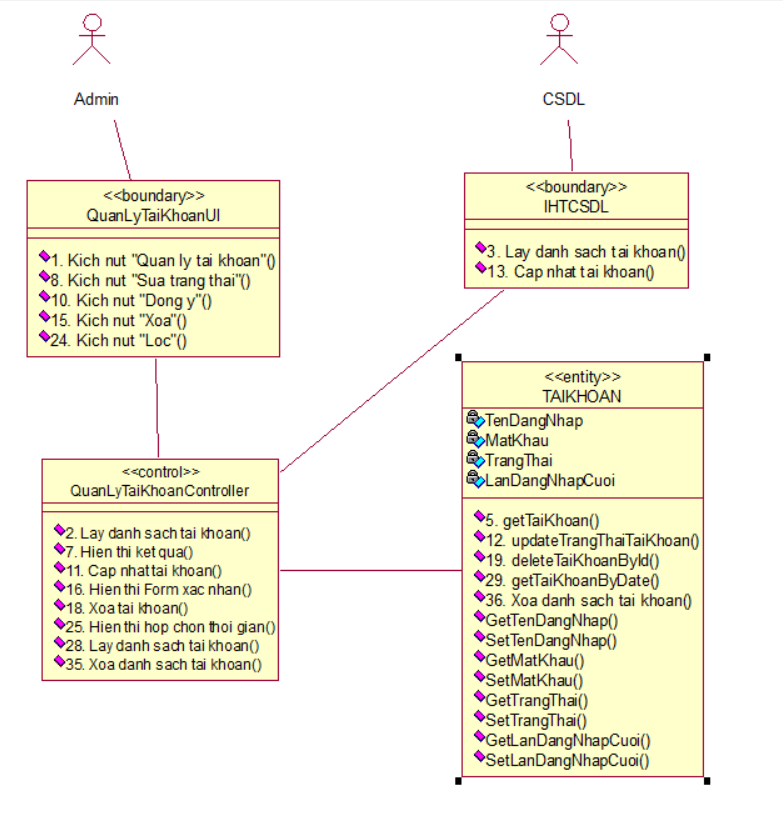 Admin
CSDL
<<boundary>>
QuanLyTaiKhoanUI
1. Kich nut "Quan ly tai khoan"()
8. Kich nut "Sua trang thai"()
10. Kich nut "Dong y"()
15. Kich nut "Xoa"()
24. Kich nut "Loc"()
<<boundary>>
IHTCSDL
3. Lay danh sach tai khoan()
13. Cap nhat tai khoan()
<<control>>
QuanLyTaiKhoanController
2. Lay danh sach tai khoan()
7. Hien thi ket qua()
11. Cap nhat tai khoan()
16. Hien thi Form xac nhan()
18. Xoa tai khoan()
25. Hien thi hop chon thoi gian()
28. Lay danh sach tai khoan()
35. Xoa danh sach tai khoan()
<<entity>>
TAIKHOAN
TenDangNhap
MatKhau
TrangThai
LanDangNhapCuoi
5. getTaiKhoan()
12. updateTrangThaiTaiKhoan()
19. deleteTaiKhoanById()
29. getTaiKhoanByDate()
36. Xoa danh sach tai khoan()
GetTenDangNhap()
SetTenDangNhap()
GetMatKhau()
SetMatKhau()
GetTrangThai()
SetTrangThai()
GetLanDangNhapCuoi()
SetLanDangNhapCuoi()